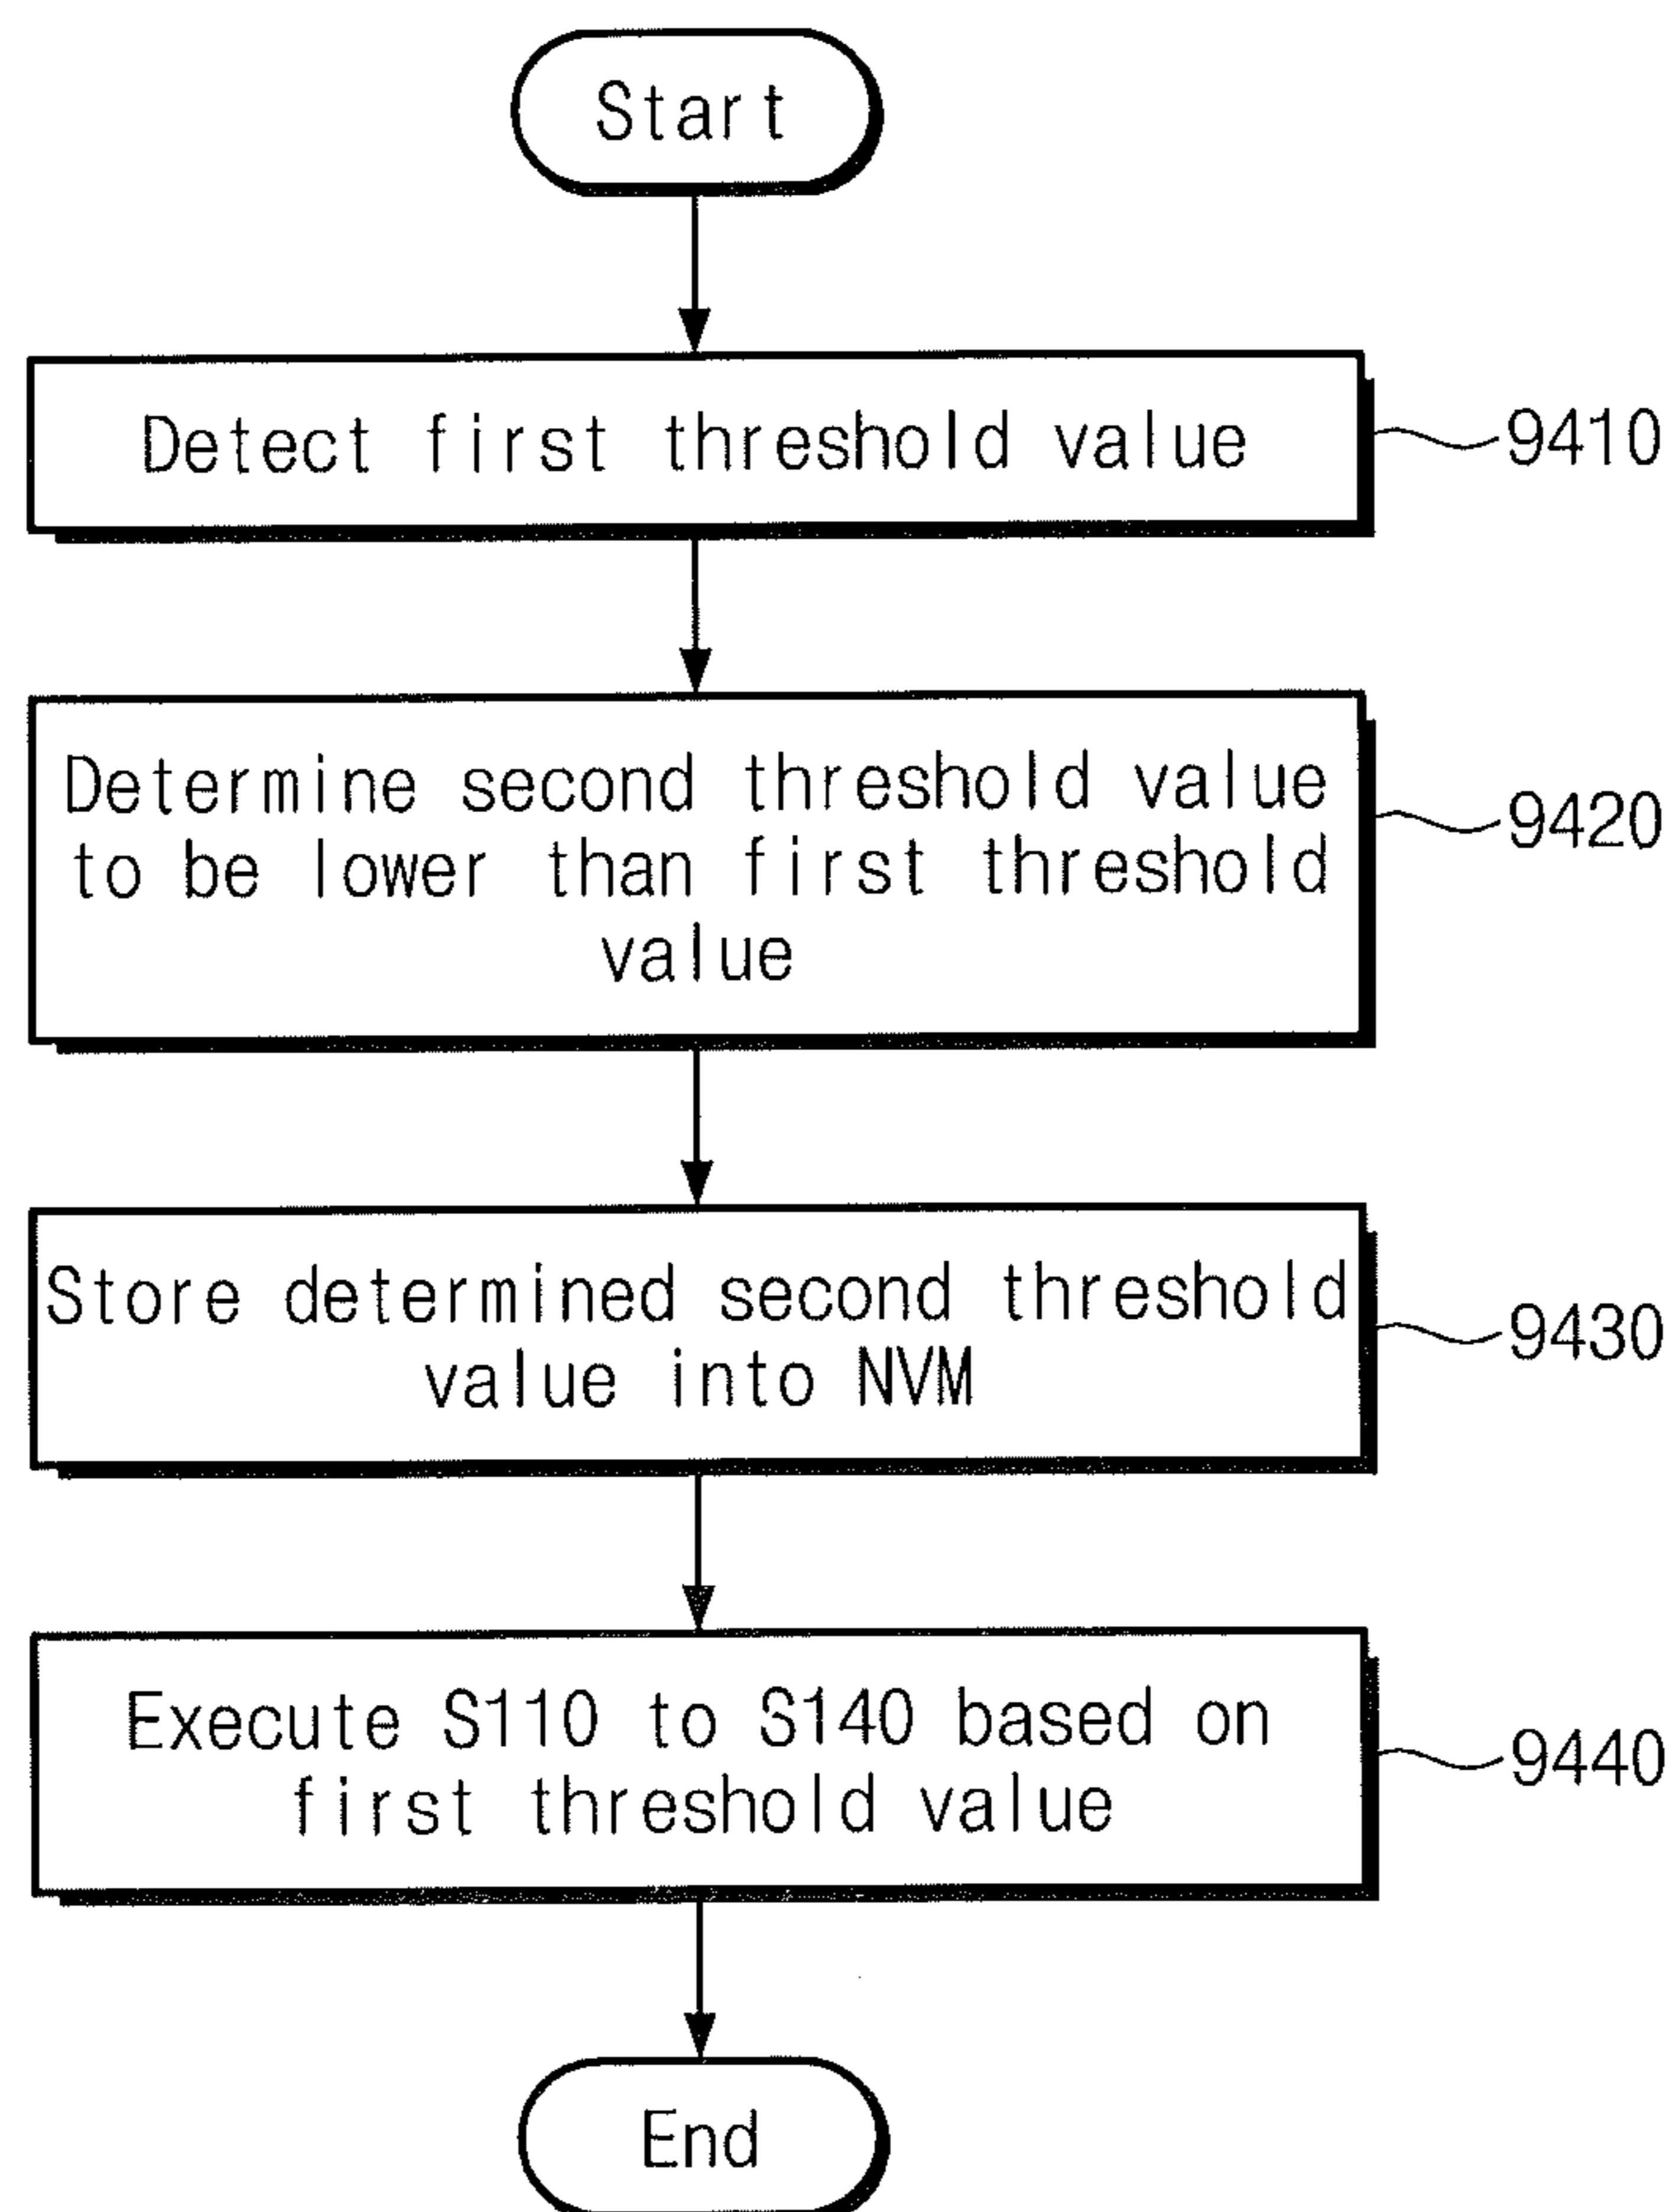 Start
Detect first threshold value
9410
Determine second threshold value
to be lower than first threshold
value
9420
Store determined second threshold
value into NVM
9430
Execute S110 to S140 based on
first threshold value
9440
End